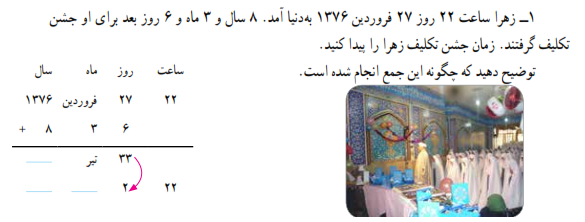 ۱ــ زهرا ساعت ۲۲ روز ۲۷ فروردین ۱۳۷۶ به‌دنیا آمد. ۸ سال و ۳ ماه و ۶ روز بعد برای او جشن
تکلیف گرفتند. زمان جشن تکلیف زهرا را پیدا کنید.
توضیح دهید که چگونه این جمع انجام شده است.
ساعت روز ماه سال
۲۲ ۲۷ فروردین ۱۳۷۶
۶ ۳ ۸ +
۳۳ تیر
۲۲ ۲